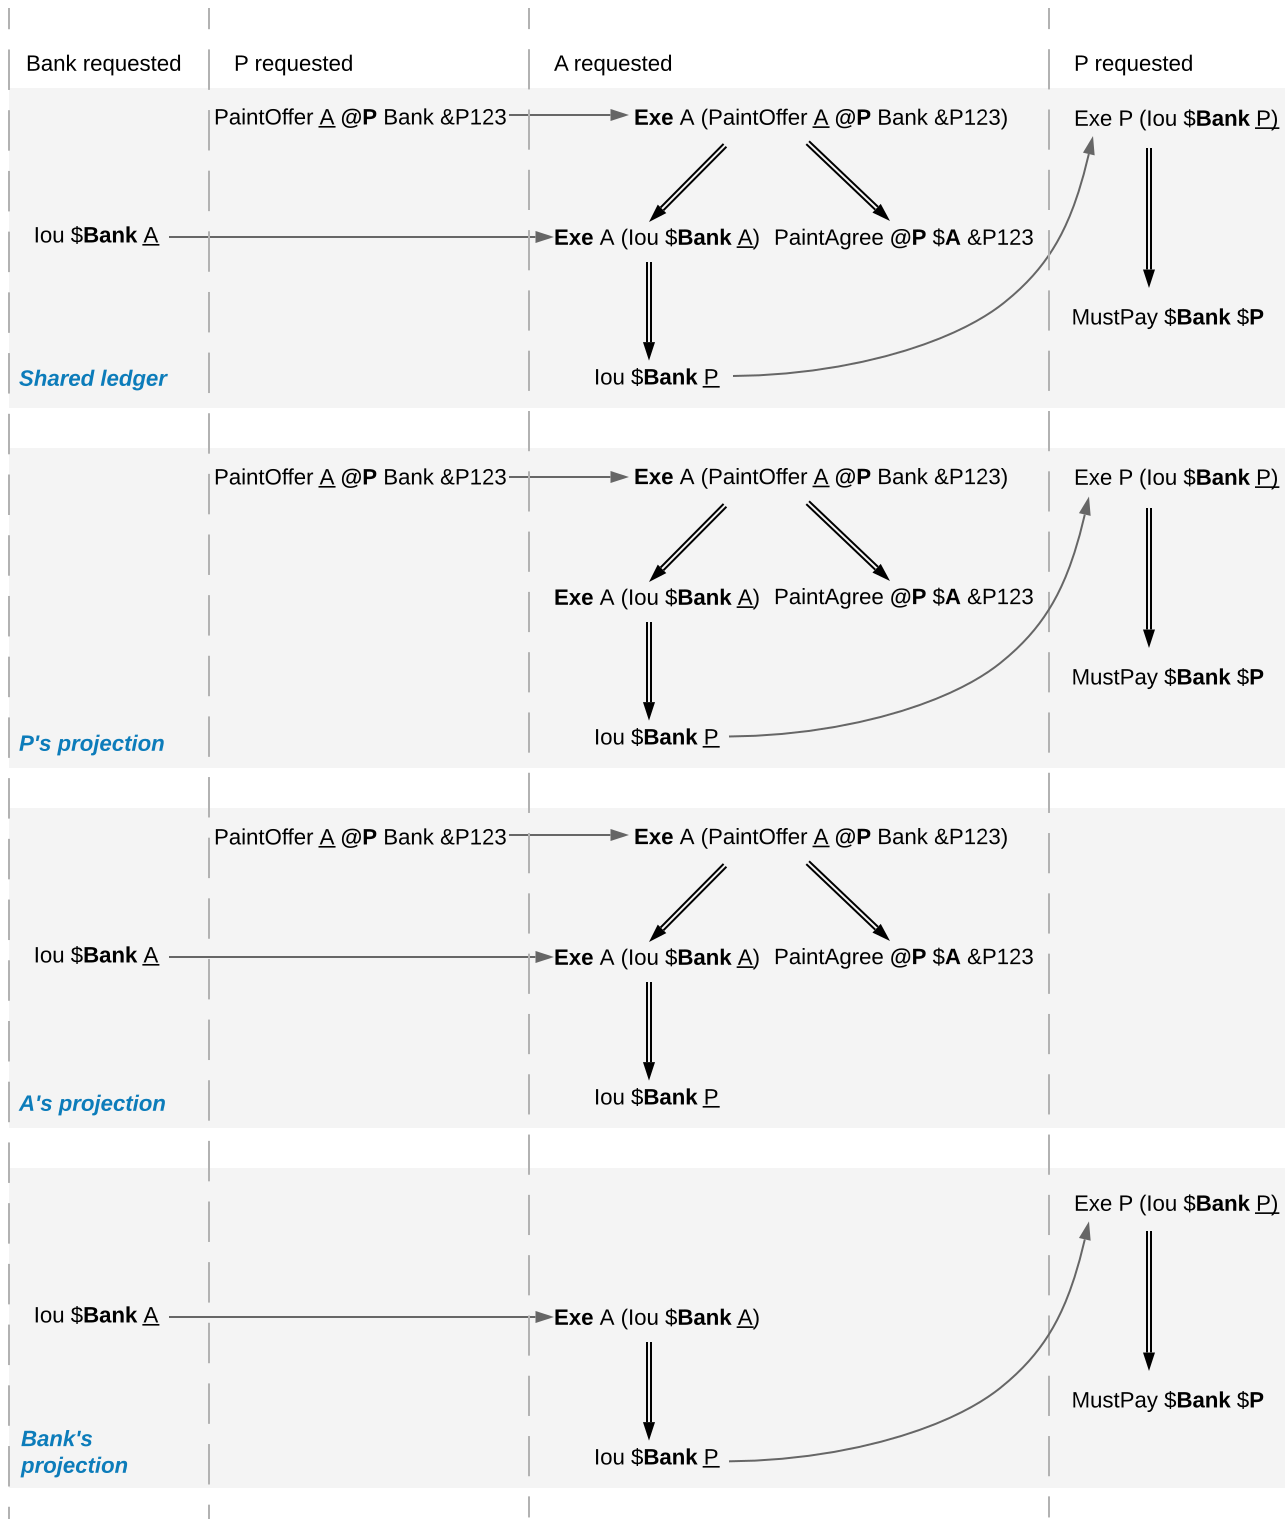 Bank requested
P requested
A requested
P requested
PaintOffer A @P Bank &P123
Exe A (PaintOffer A @P Bank &P123)
Exe P (Iou $Bank P)
Iou $Bank A
Exe A (Iou $Bank A)
PaintAgree @P $A &P123
MustPay $Bank $P
Iou $Bank P
Shared ledger
PaintOffer A @P Bank &P123
Exe A (PaintOffer A @P Bank &P123)
Exe P (Iou $Bank P)
Exe A (Iou $Bank A)
PaintAgree @P $A &P123
MustPay $Bank $P
Iou $Bank P
P's projection
PaintOffer A @P Bank &P123
Exe A (PaintOffer A @P Bank &P123)
Iou $Bank A
Exe A (Iou $Bank A)
PaintAgree @P $A &P123
Iou $Bank P
A's projection
Exe P (Iou $Bank P)
Iou $Bank A
Exe A (Iou $Bank A)
MustPay $Bank $P
Iou $Bank P
Bank's
projection